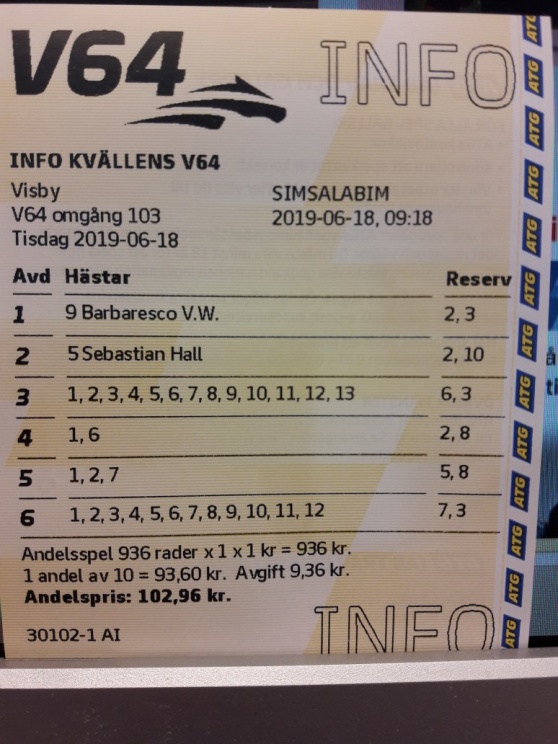 V64 INFO
INFO KVÄLLENS V64
Visby SIMSALABIM
V64 omgång 103 2019-06-18, 09:18
Tisdag 2019-06-18
Avd Hästar Reserv
1 9 Barbaresco V.W. 2, 3
2 5 Sebastian Hall 2, 10
3 1, 2, 3, 4, 5, 6, 7, 8, 9, 10, 11, 12, 13 6, 3
4 1, 6 2, 8
5 1, 2, 7 5, 8
6 1, 2, 3, 4, 5, 6, 7, 8, 9, 10, 11, 12 7, 3
Andelsspel 936 rader x 1 x 1 kr = 936 kr.
1 andel av 10 = 93,60 kr. Avgift 9,36 kr.
Andelspris: 102,96 kr.
30102-1 AI
INFO
ATG
ATG
ATG
ATG
ATG
ATG
ATG
ATG
ATG
ATG
ATG
ATG